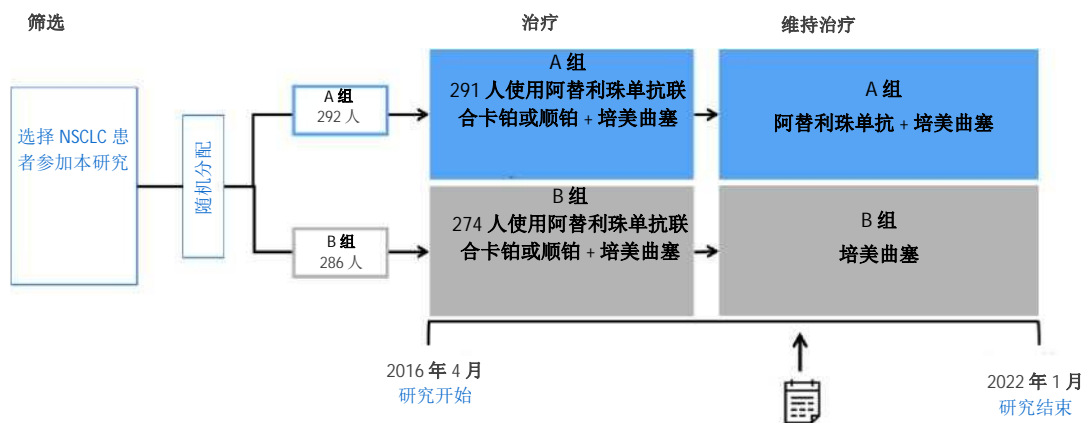 筛选
治疗
维持治疗
选择 NSCLC 患
者参加本研究
随机分配
A 组
292 人
B 组
286 人
A 组
291 人使用阿替利珠单抗联
合卡铂或顺铂 + 培美曲塞
A 组
阿替利珠单抗 + 培美曲塞
B 组
274 人使用阿替利珠单抗联
合卡铂或顺铂 + 培美曲塞
B 组
培美曲塞
2016 年 4 月
研究开始
2022 年 1 月
研究结束